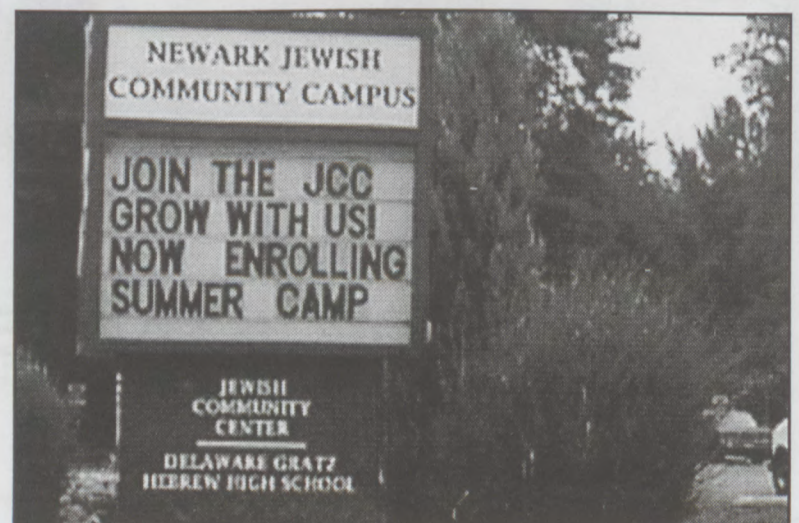 NEWARK JEWISH
COMMUNITY CAMPUS
JOIN THE JCC
GROW WITH US!
NOW ENROLLING
SUMMER CAMP
JEWISH
COMMUNITY
CENTER
DELAWARE GRATZ
HEBREW HIGH SCHOOL